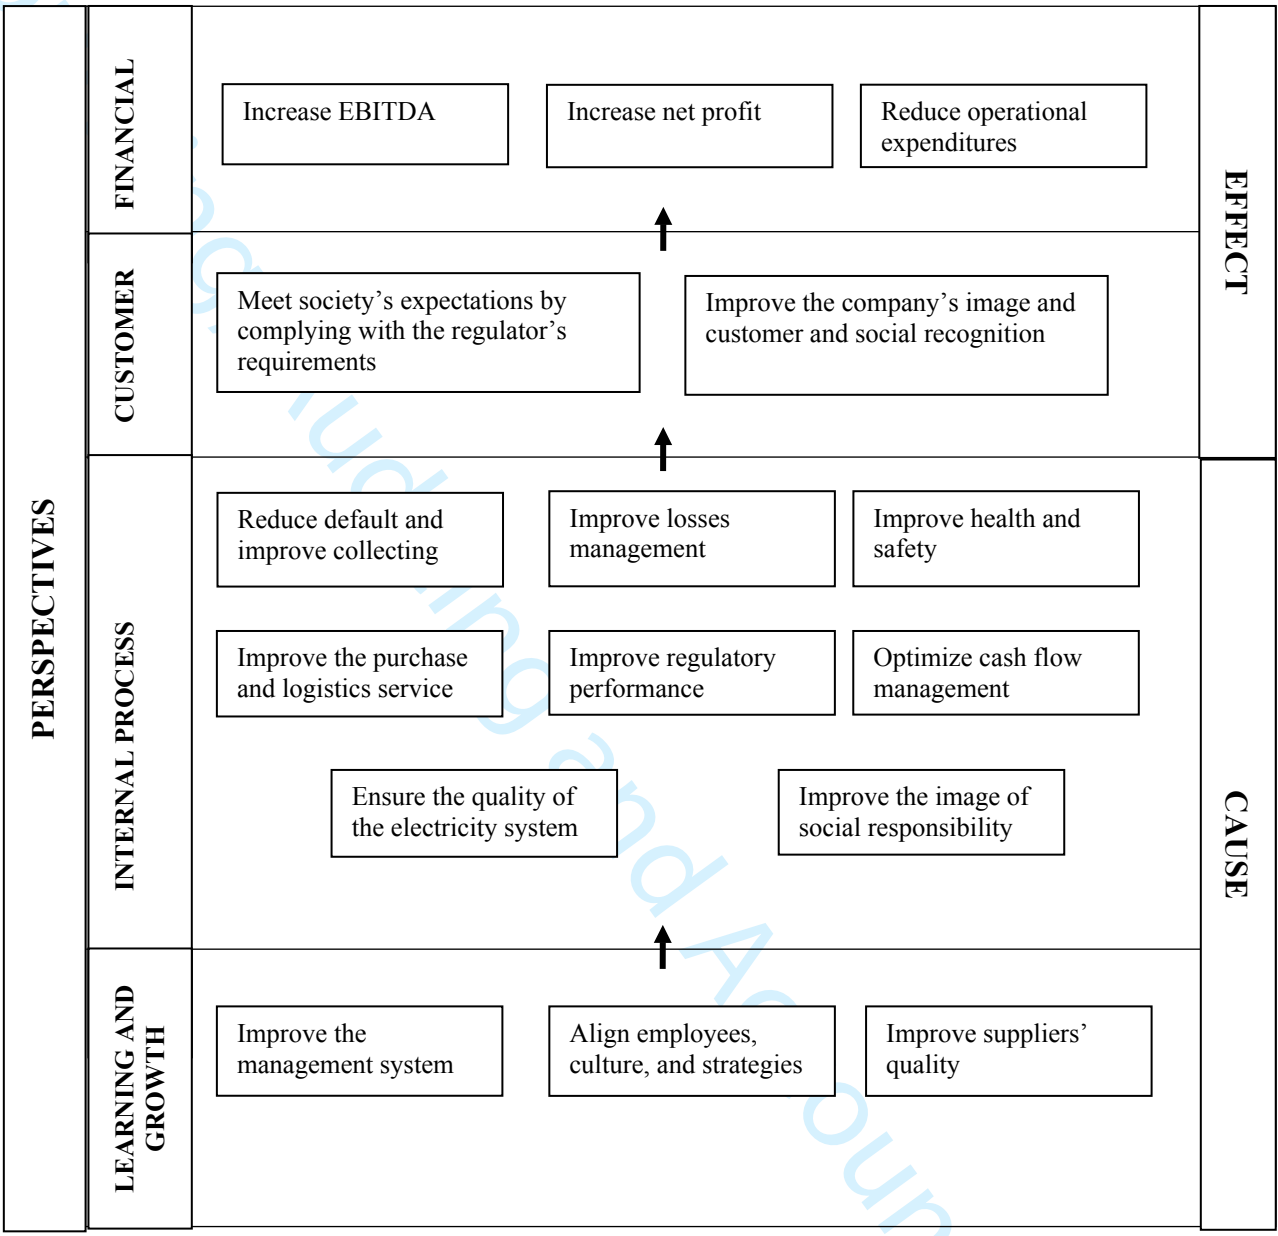 PERSPECTIVES
FINANCIAL
Increase EBITDA
Increase net profit
Reduce operational
expenditures
EFFECT
CUSTOMER
Meet society’s expectations by
complying with the regulator’s
requirements
Improve the company’s image and
customer and social recognition
INTERNAL PROCESS
Reduce default and
improve collecting
Improve losses
management
Improve health and
safety
Improve the purchase
and logistics service
Improve regulatory
performance
Optimize cash flow
management
Ensure the quality of
the electricity system
Improve the image of
social responsibility
CAUSE
LEARNING AND
GROWTH
Improve the
management system
Align employees,
culture, and strategies
Improve suppliers’
quality